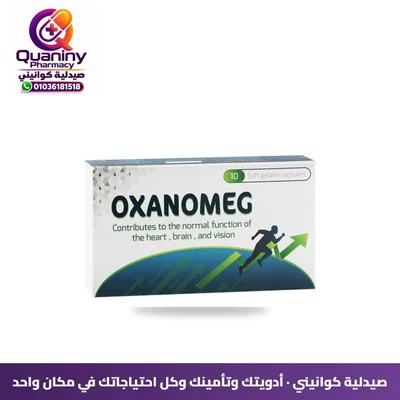 Quaniny
Pharmacy
صيدلية كوانيني
01036181518
10 Soft gelatin capsules
OXANOMEG
Contributes to the normal function of
the heart , brain , and vision
صيدلية كوانيني · أدويتك وتأمينك وكل احتياجاتك في مكان واحد